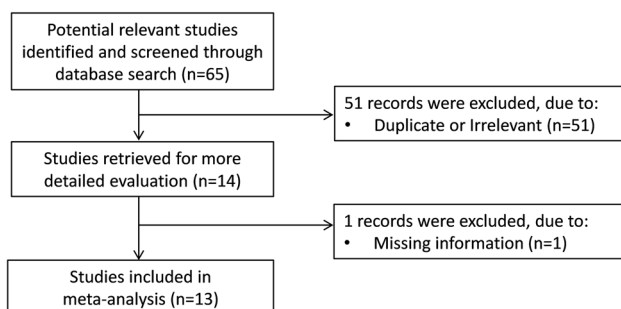 Potential relevant studies
identified and screened through
database search (n=65)
51 records were excluded, due to:
• Duplicate or Irrelevant (n=51)
Studies retrieved for more
detailed evaluation (n=14)
1 records were excluded, due to:
• Missing information (n=1)
Studies included in
meta-analysis (n=13)